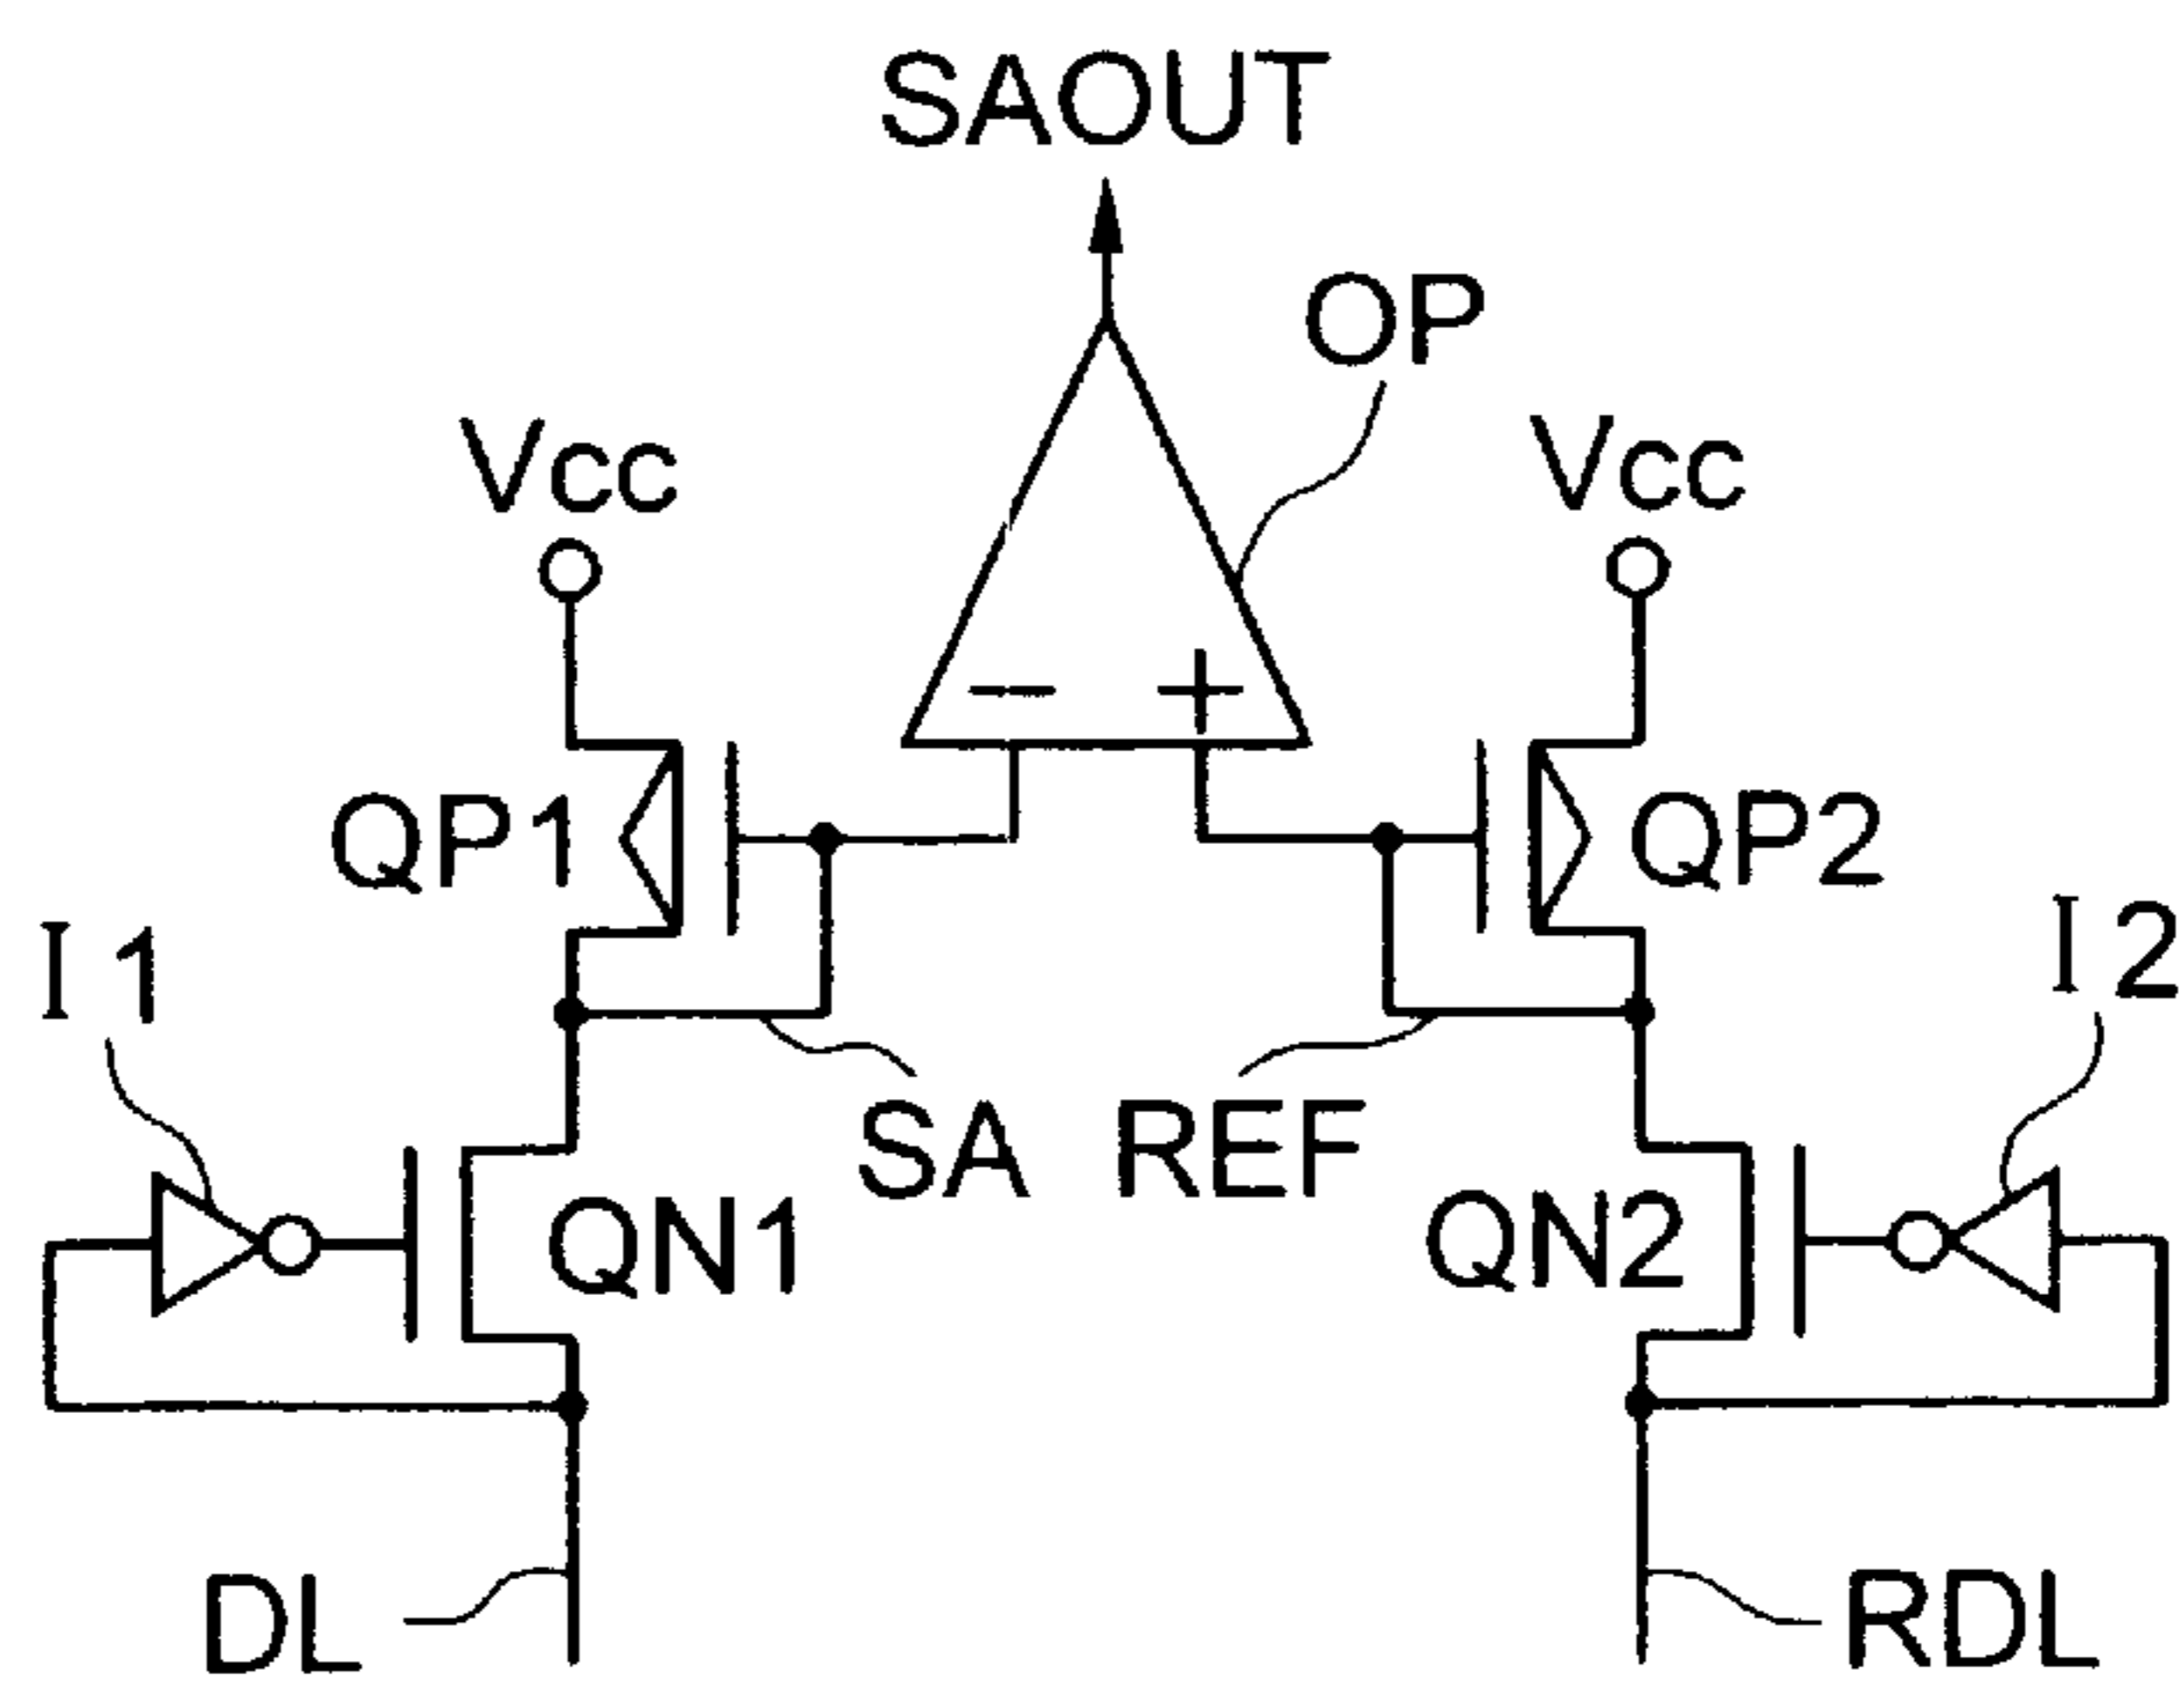 SAOUT
OP
Vcc
Vcc
− +
QP1
QP2
I1
I2
SA
REF
QN1
QN2
DL
RDL